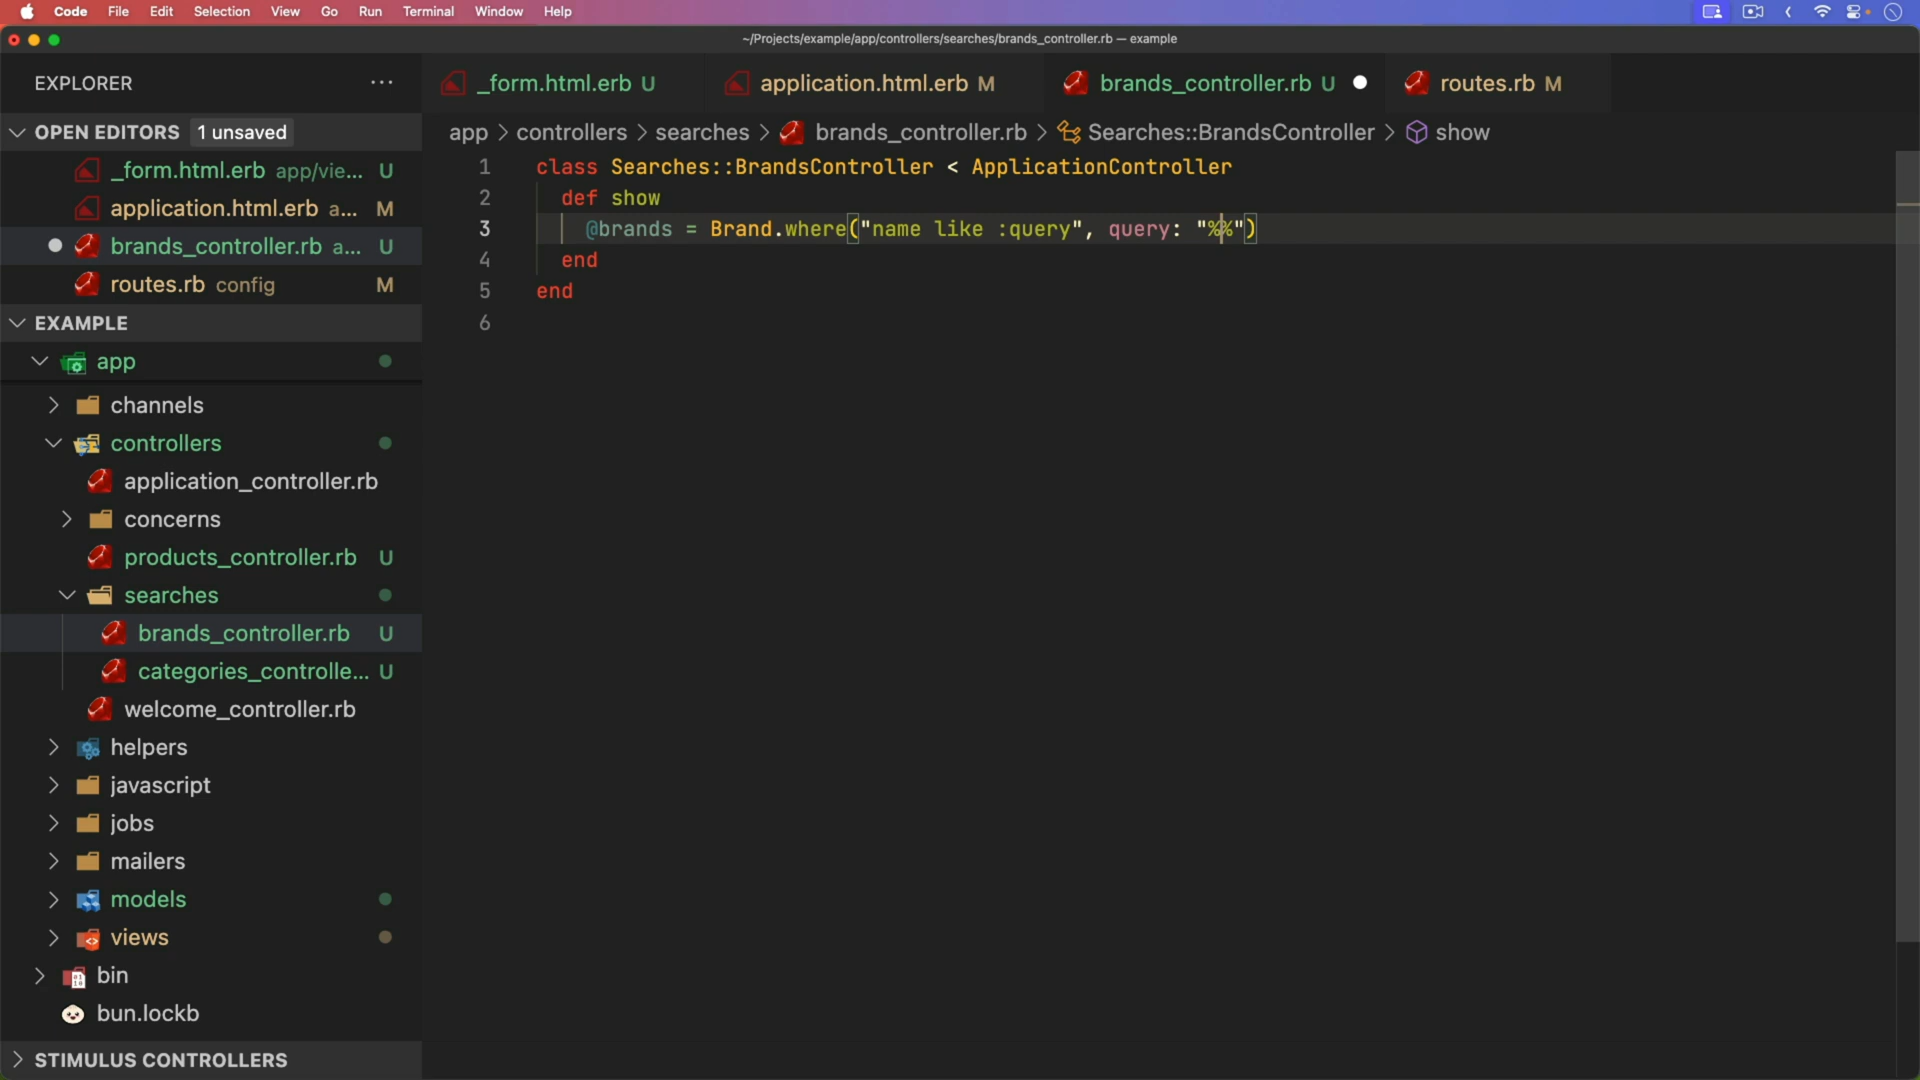 Code File Edit Selection View Go Run Terminal Window Help
~/Projects/example/app/controllers/searches/brands_controller.rb — example
EXPLORER ···
_form.html.erb U
application.html.erb M
brands_controller.rb U
routes.rb M
OPEN EDITORS 1 unsaved
_form.html.erb app/vie... U
application.html.erb a... M
brands_controller.rb a... U
routes.rb config M
EXAMPLE
app
channels
controllers
application_controller.rb
concerns
products_controller.rb U
searches
brands_controller.rb U
categories_controlle... U
welcome_controller.rb
helpers
javascript
jobs
mailers
models
views
bin
bun.lockb
STIMULUS CONTROLLERS
app > controllers > searches > brands_controller.rb > Searches::BrandsController > show
1 class Searches::BrandsController < ApplicationController
2 def show
3 @brands = Brand.where("name like :query", query: "%%")
4 end
5 end
6